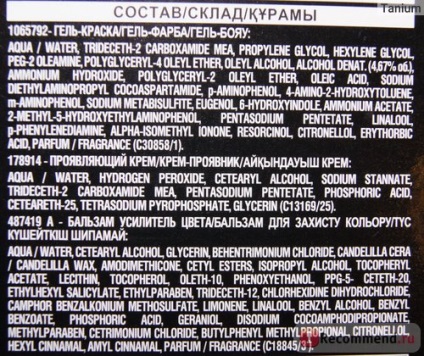 Tanium
СОСТАВ/СКЛАД/ҚҰРАМЫ
1065792-ГЕЛЬ-КРАСКА/ГЕЛЬ-ФАРБА/ГЕЛЬ-БОЯУ:
AQUA / WATER, TRIDECETH-2 CARBOXAMIDE MEA, PROPYLENE GLYCOL, HEXYLENE GLYCOL,
PEG-2 OLEAMINE, POLYGLYCERYL-4 OLEYL ETHER, OLEYL ALCOHOL, ALCOHOL DENAT. (4,67% об.),
AMMONIUM HYDROXIDE, POLYGLYCERYL-2 OLEYL ETHER, OLEIC ACID, SODIUM
DIETHYLAMINOPROPYL COCOASPARTAMIDE, p-AMINOPHENOL, 4-AMINO-2-HYDROXYTOLUENE,
m-AMINOPHENOL, SODIUM METABISULFITE, EUGENOL, 6-HYDROXYINDOLE, AMMONIUM ACETATE,
2-METHYL-5-HYDROXYETHYLAMINOPHENOL, PENTASODIUM PENTETATE, LINALOOL,
p-PHENYLENEDIAMINE, ALPHA-ISOMETHYL IONONE, RESORCINOL, CITRONELLOL, ERYTHORBIC
ACID, PARFUM / FRAGRANCE (C30858/1).
178914 - ПРОЯВЛЯЮЩИЙ КРЕМ/КРЕМ-ПРОЯВНИК/АЙҚЫНДАУЫШ КРЕМ:
AQUA / WATER, HYDROGEN PEROXIDE, CETEARYL ALCOHOL, SODIUM STANNATE,
TRIDECETH-2 CARBOXAMIDE MEA, PENTASODIUM PENTETATE, PHOSPHORIC ACID,
CETEARETH-25, TETRASODIUM PYROPHOSPHATE, GLYCERIN (C13169/25).
487419 A - БАЛЬЗАМ УСИЛИТЕЛЬ ЦВЕТА/БАЛЬЗАМ ДЛЯ ЗАХИСТУ КОЛЬОРУ/ТҮС
КҮШЕЙТКІШ ШИПАМАЙ:
AQUA / WATER, CETEARYL ALCOHOL, GLYCERIN, BEHENTRIMONIUM CHLORIDE, CANDELILLA CERA
/ CANDELILLA WAX, AMODIMETHICONE, CETYL ESTERS, ISOPROPYL ALCOHOL, TOCOPHERYL
ACETATE, LECITHIN, TOCOPHEROL, OLETH-10, PHENOXYETHANOL, PPG-5- CETETH-20,
ETHYLHEXYL SALICYLATE, ETHYLPARABEN, TRIDECETH-12, CHLORHEXIDINE DIHYDROCHLORIDE,
CAMPHOR BENZALKONIUM METHOSULFATE, LIMONENE, LINALOOL, BENZYL ALCOHOL, BENZYL
BENZOATE, PHOSPHORIC ACID, GERANIOL, DISODIUM COCOAMPHODIPROPIONATE,
METHYLPARABEN, CETRIMONIUM CHLORIDE, BUTYLPHENYL METHYLPROPIONAL, CITRONELLOL,
HEXYL CINNAMAL, AMYL CINNAMAL, PARFUM / FRAGRANCE (C18845/3)
Recommend.ru